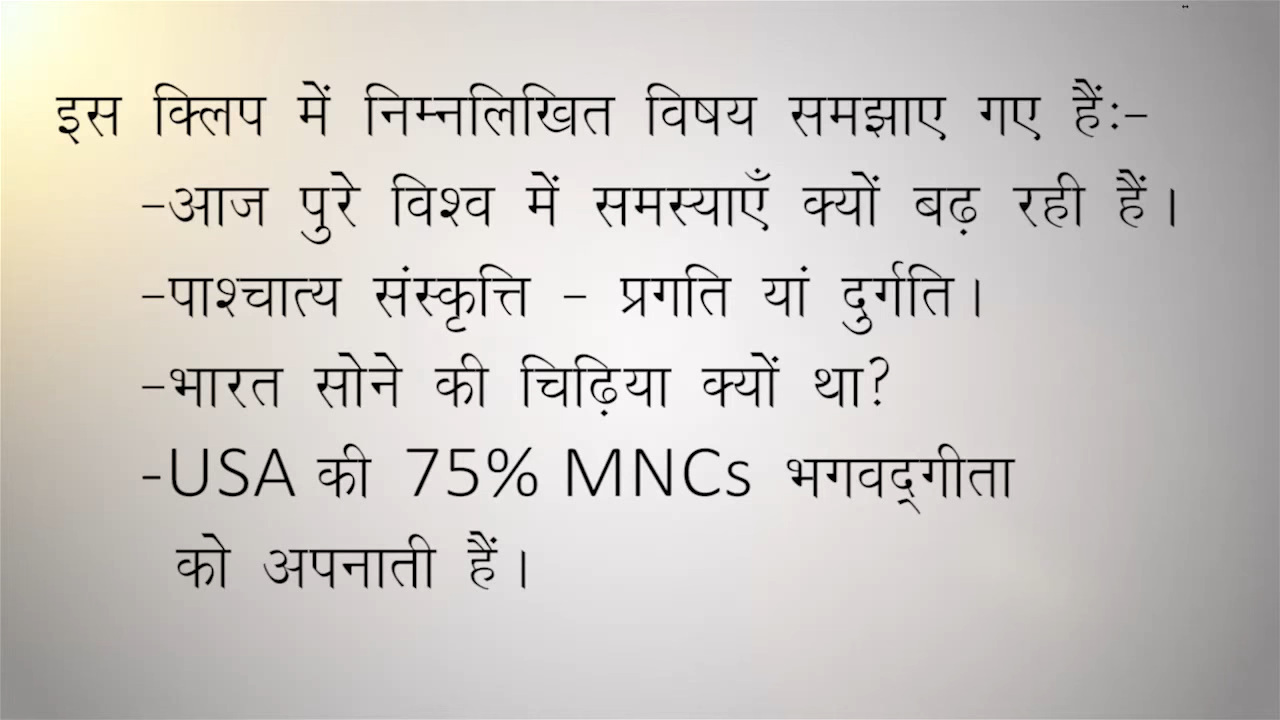 इस क्लिप में निम्नलिखित विषय समझाए गए हैंः-
-आज पुरे विश्व में समस्याएँ क्यों बढ़ रही हैं।
-पाश्चात्य संस्कृत्ति - प्रगति यां दुर्गति।
-भारत सोने की चिढ़िया क्यों था?
-USA की 75% MNCs भगवद्‌गीता
को अपनाती हैं।